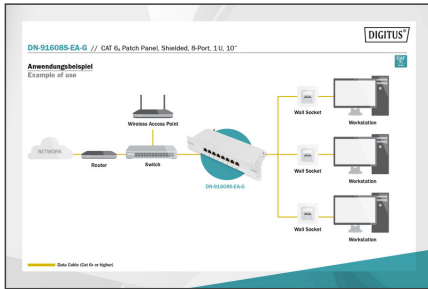 DIGITUS®
DN-91608S-EA-G // CAT 6A Patch Panel, Shielded, 8-Port, 1 U, 10"
Anwendungsbeispiel
Example of use
Wireless Access Point
NETWORK
Router
Switch
DN-91608S-EA-G
Wall Socket
Workstation
Wall Socket
Workstation
Wall Socket
Workstation
Data Cable (Cat 6A or higher)